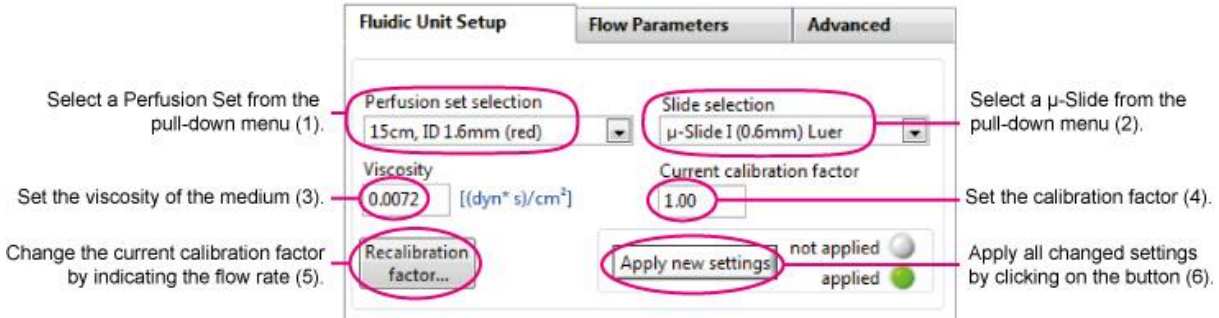 Fluidic Unit Setup
Flow Parameters
Advanced
Select a Perfusion Set from the
pull-down menu (1).
Perfusion set selection
15cm, ID 1.6mm (red)
Slide selection
µ-Slide I (0.6mm) Luer
Select a µ-Slide from the
pull-down menu (2).
Set the viscosity of the medium (3).
Viscosity
0.0072 [(dyn* s)/cm²]
Current calibration factor
1.00
Set the calibration factor (4).
Change the current calibration factor
by indicating the flow rate (5).
Recalibration
factor...
Apply new settings
not applied
applied
Apply all changed settings
by clicking on the button (6).